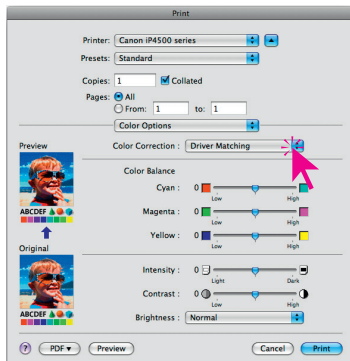 Print
Printer: Canon iP4500 series
Presets: Standard
Copies: 1 Collated
Pages: All
From: 1 to: 1
Color Options
Preview
Color Correction : Driver Matching
Color Balance
Cyan : 0
Low High
ABCDEF
Magenta : 0
Low High
Yellow : 0
Low High
Original
Intensity : 0
Light Dark
Contrast : 0
Low High
ABCDEF
Brightness : Normal
? PDF▾ Preview Cancel Print